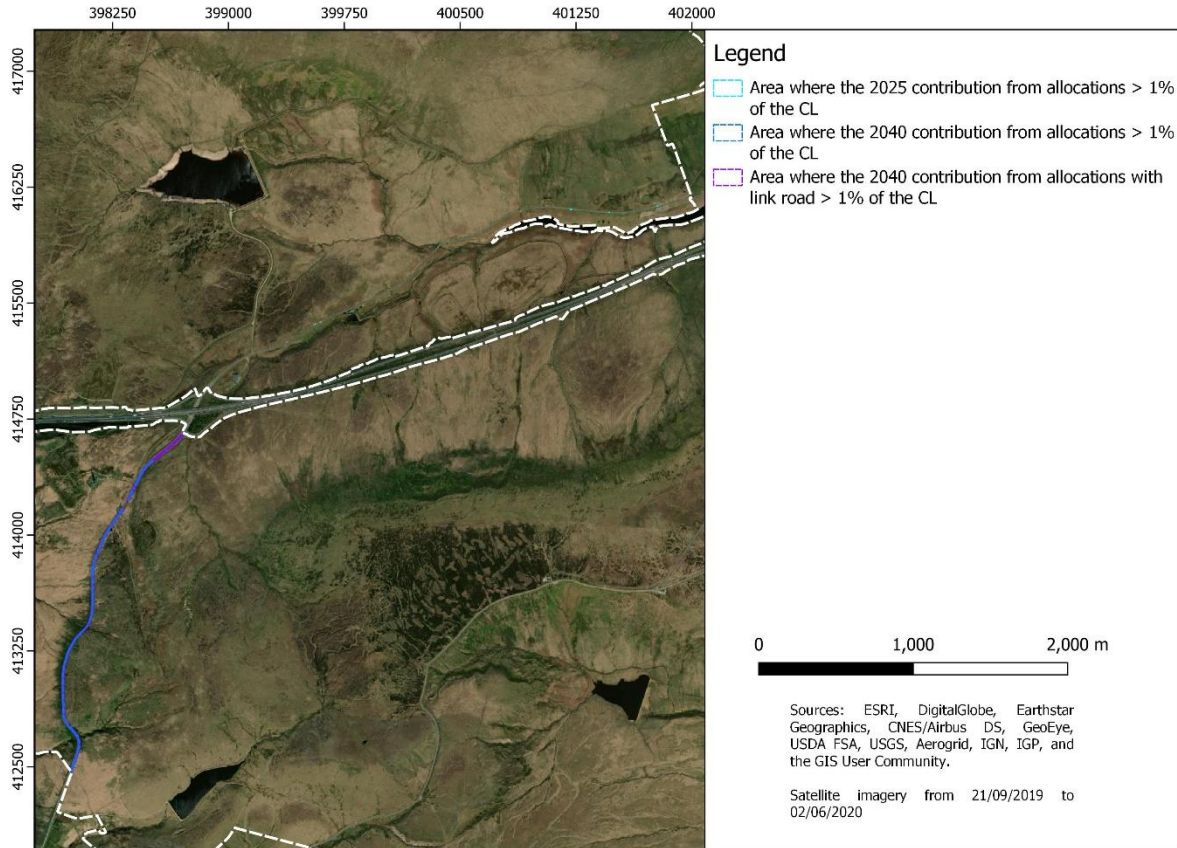 398250 399000 399750 400500 401250 402000
417000
416250
415500
414750
414000
413250
412500
Legend
Area where the 2025 contribution from allocations > 1%
of the CL
Area where the 2040 contribution from allocations > 1%
of the CL
Area where the 2040 contribution from allocations with
link road > 1% of the CL
0 1,000 2,000 m
Sources: ESRI, DigitalGlobe, Earthstar
Geographics, CNES/Airbus DS, GeoEye,
USDA FSA, USGS, Aerogrid, IGN, IGP, and
the GIS User Community.
Satellite imagery from 21/09/2019 to
02/06/2020